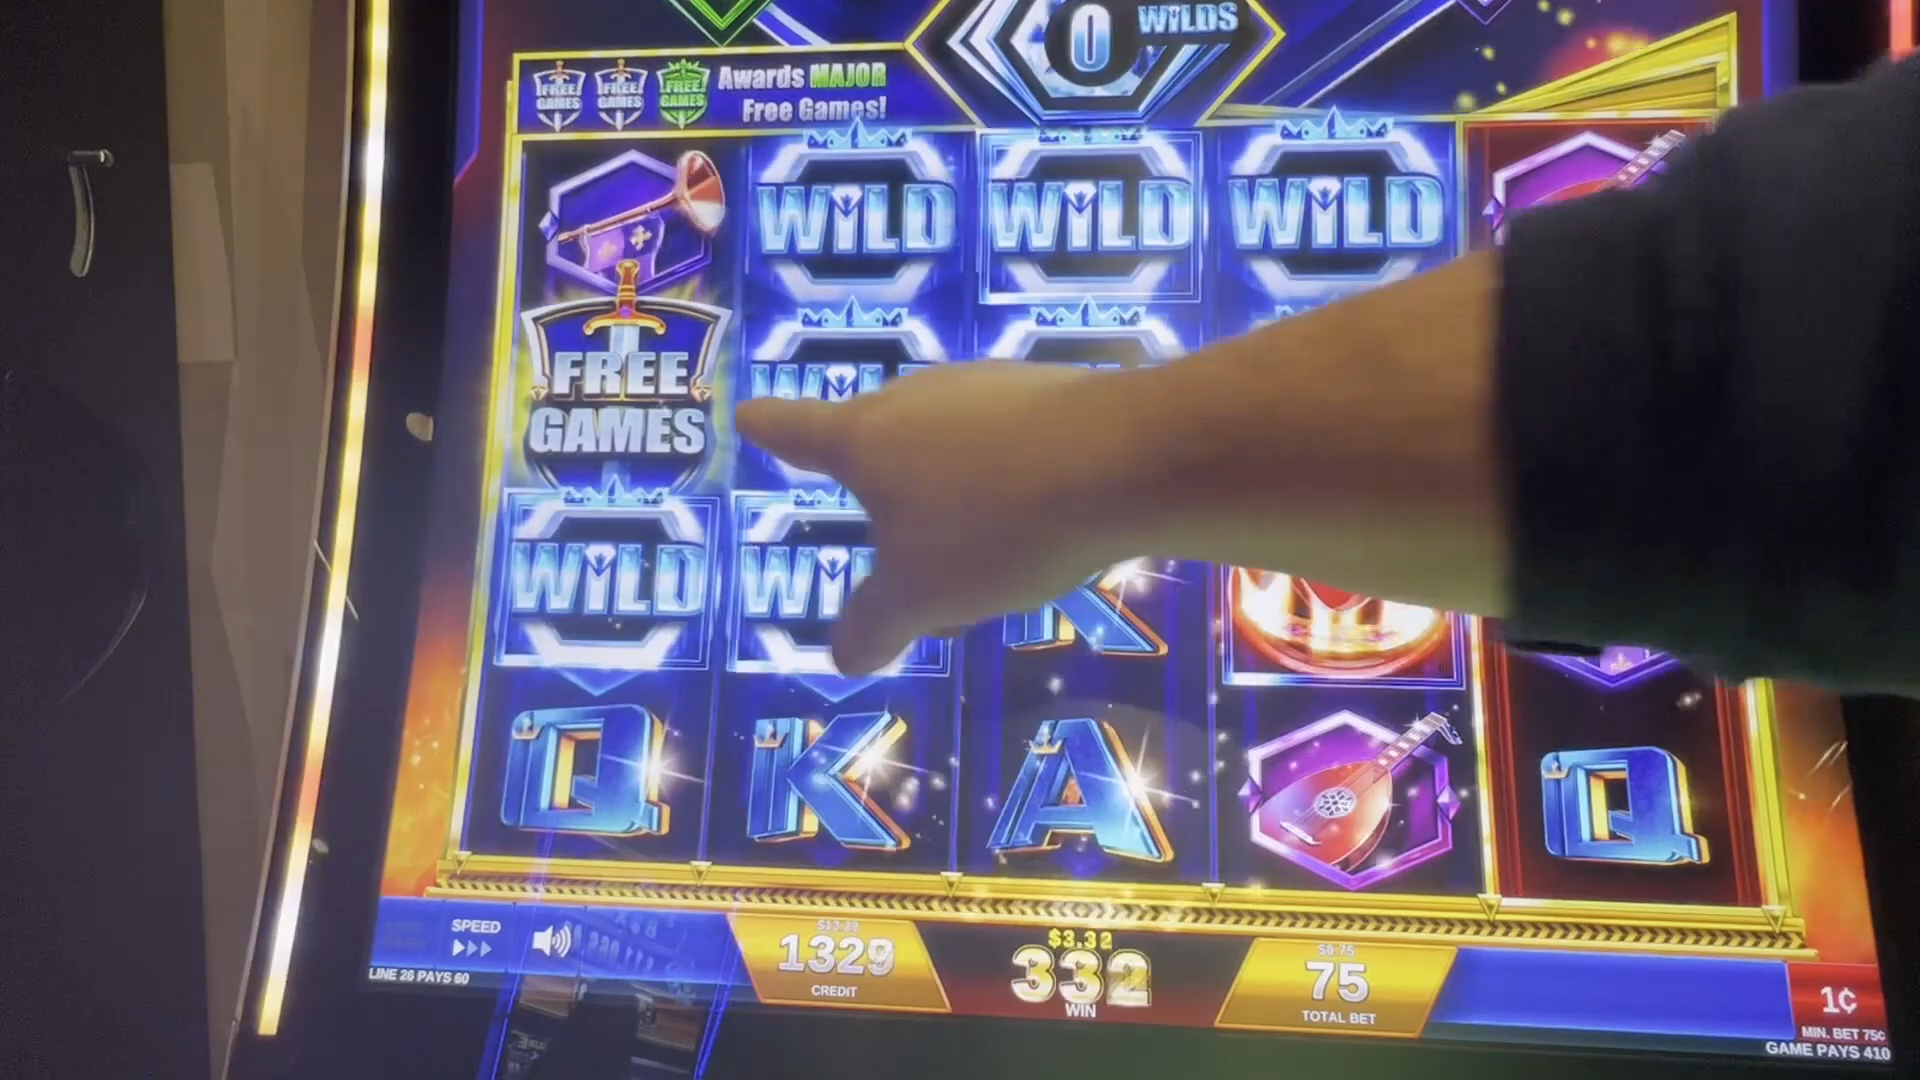 0 WILDS
FREE GAMES FREE GAMES FREE GAMES Awards MAJOR
Free Games!
WILD WILD WILD
FREE
GAMES
WILD
Q K A Q
K
SPEED
$13.29
1329
CREDIT
$3.32
332
WIN
$0.75
75
TOTAL BET
1¢
MIN. BET 75¢
LINE 26 PAYS 60
GAME PAYS 410